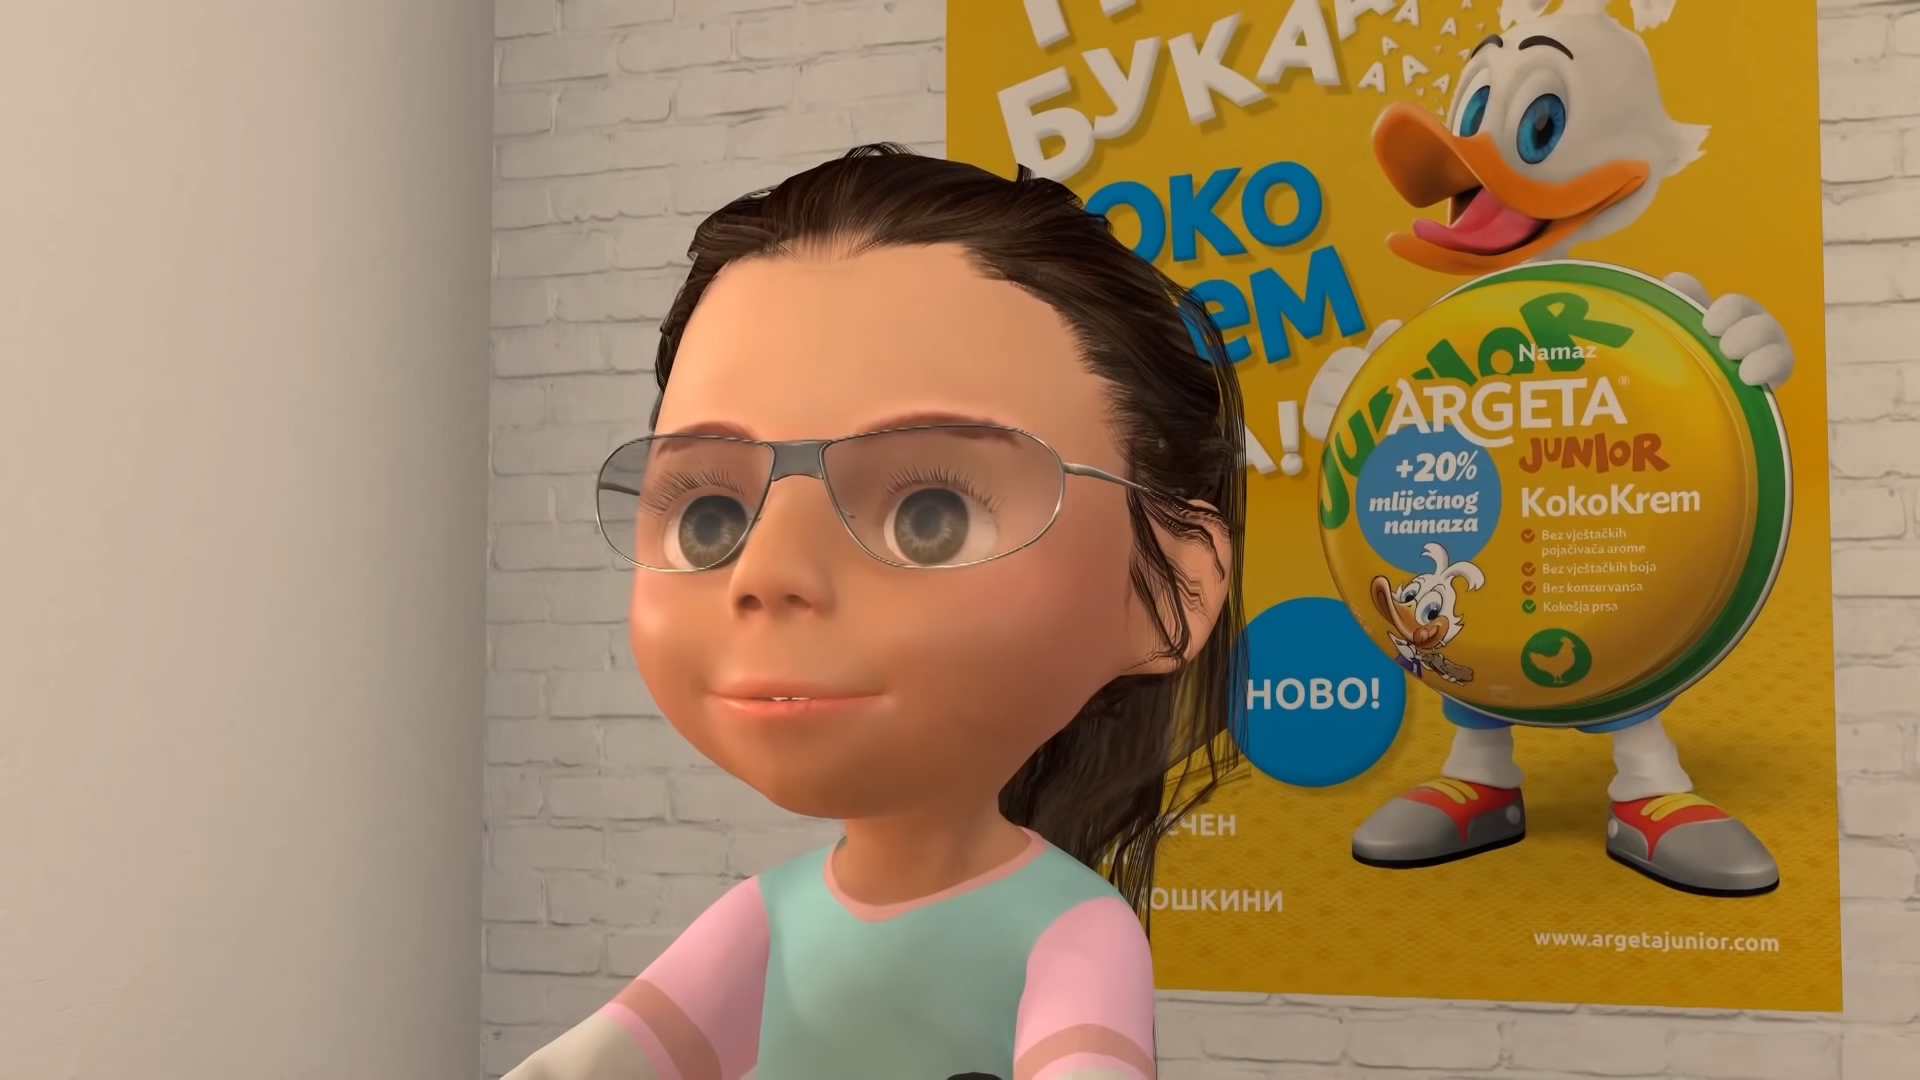 БУКА
ОКО
ЕМ
А!
JUNIOR
Namaz
ARGETA®
JUNIOR
+20%
mliječnog
namaza
KokoKrem
Bez vještačkih
pojačivača arome
Bez vještačkih boja
Bez konzervansa
Kokošja prsa
НОВО!
СЧЕН
ОШКИНИ
www.argetajunior.com